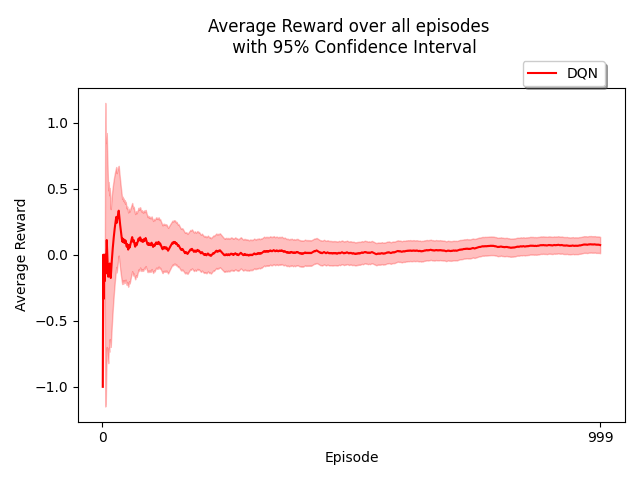 Average Reward over all episodes
with 95% Confidence Interval
DQN
1.0
0.5
0.0
−0.5
−1.0
Average Reward
0
999
Episode